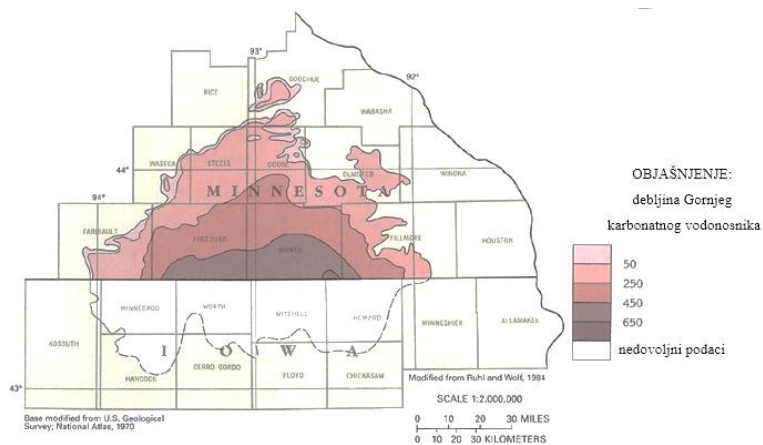 93°
GOODHUE
92°
RICE
WABASHA
WASECA
STEELE
DODGE
OLMSTED
WINONA
44°
MINNESOTA
94°
FARIBAULT
FREEBORN
MOWER
FILLMORE
HOUSTON
WINNEBAGO
WORTH
MITCHELL
HOWARD
WINNESHIEK
ALLAMAKEE
KOSSUTH
IOWA
HANCOCK
CERRO GORDO
FLOYD
CHICKASAW
43°
Modified from Ruhl and Wolf, 1984
SCALE 1:2,000,000
0 10 20 30 MILES
0 10 20 30 KILOMETERS
Base modified from U.S. Geological
Survey; National Atlas, 1970
OBJAŠNJENJE:
debljina Gornjeg
karbonatnog vodonosnika
50
250
450
650
nedovoljni podaci